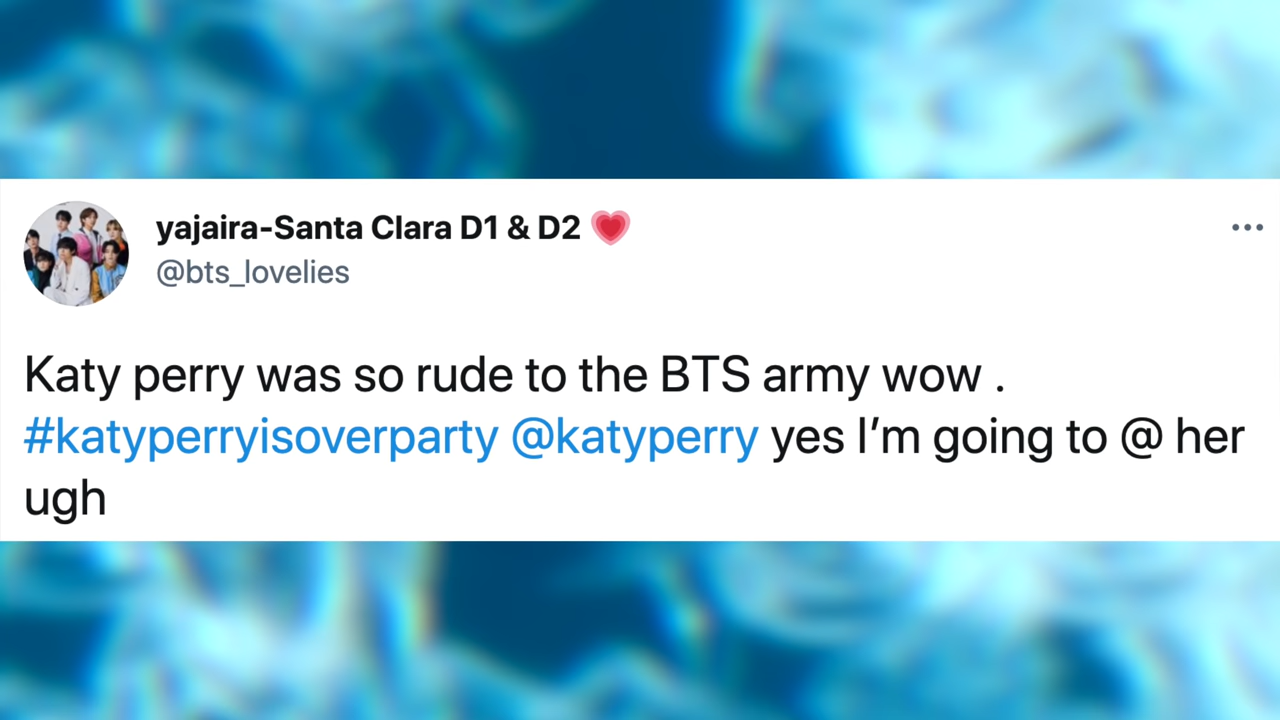 yajaira-Santa Clara D1 & D2 💗
@bts_lovelies
Katy perry was so rude to the BTS army wow .
#katyperryisoverparty @katyperry yes I’m going to @ her
ugh